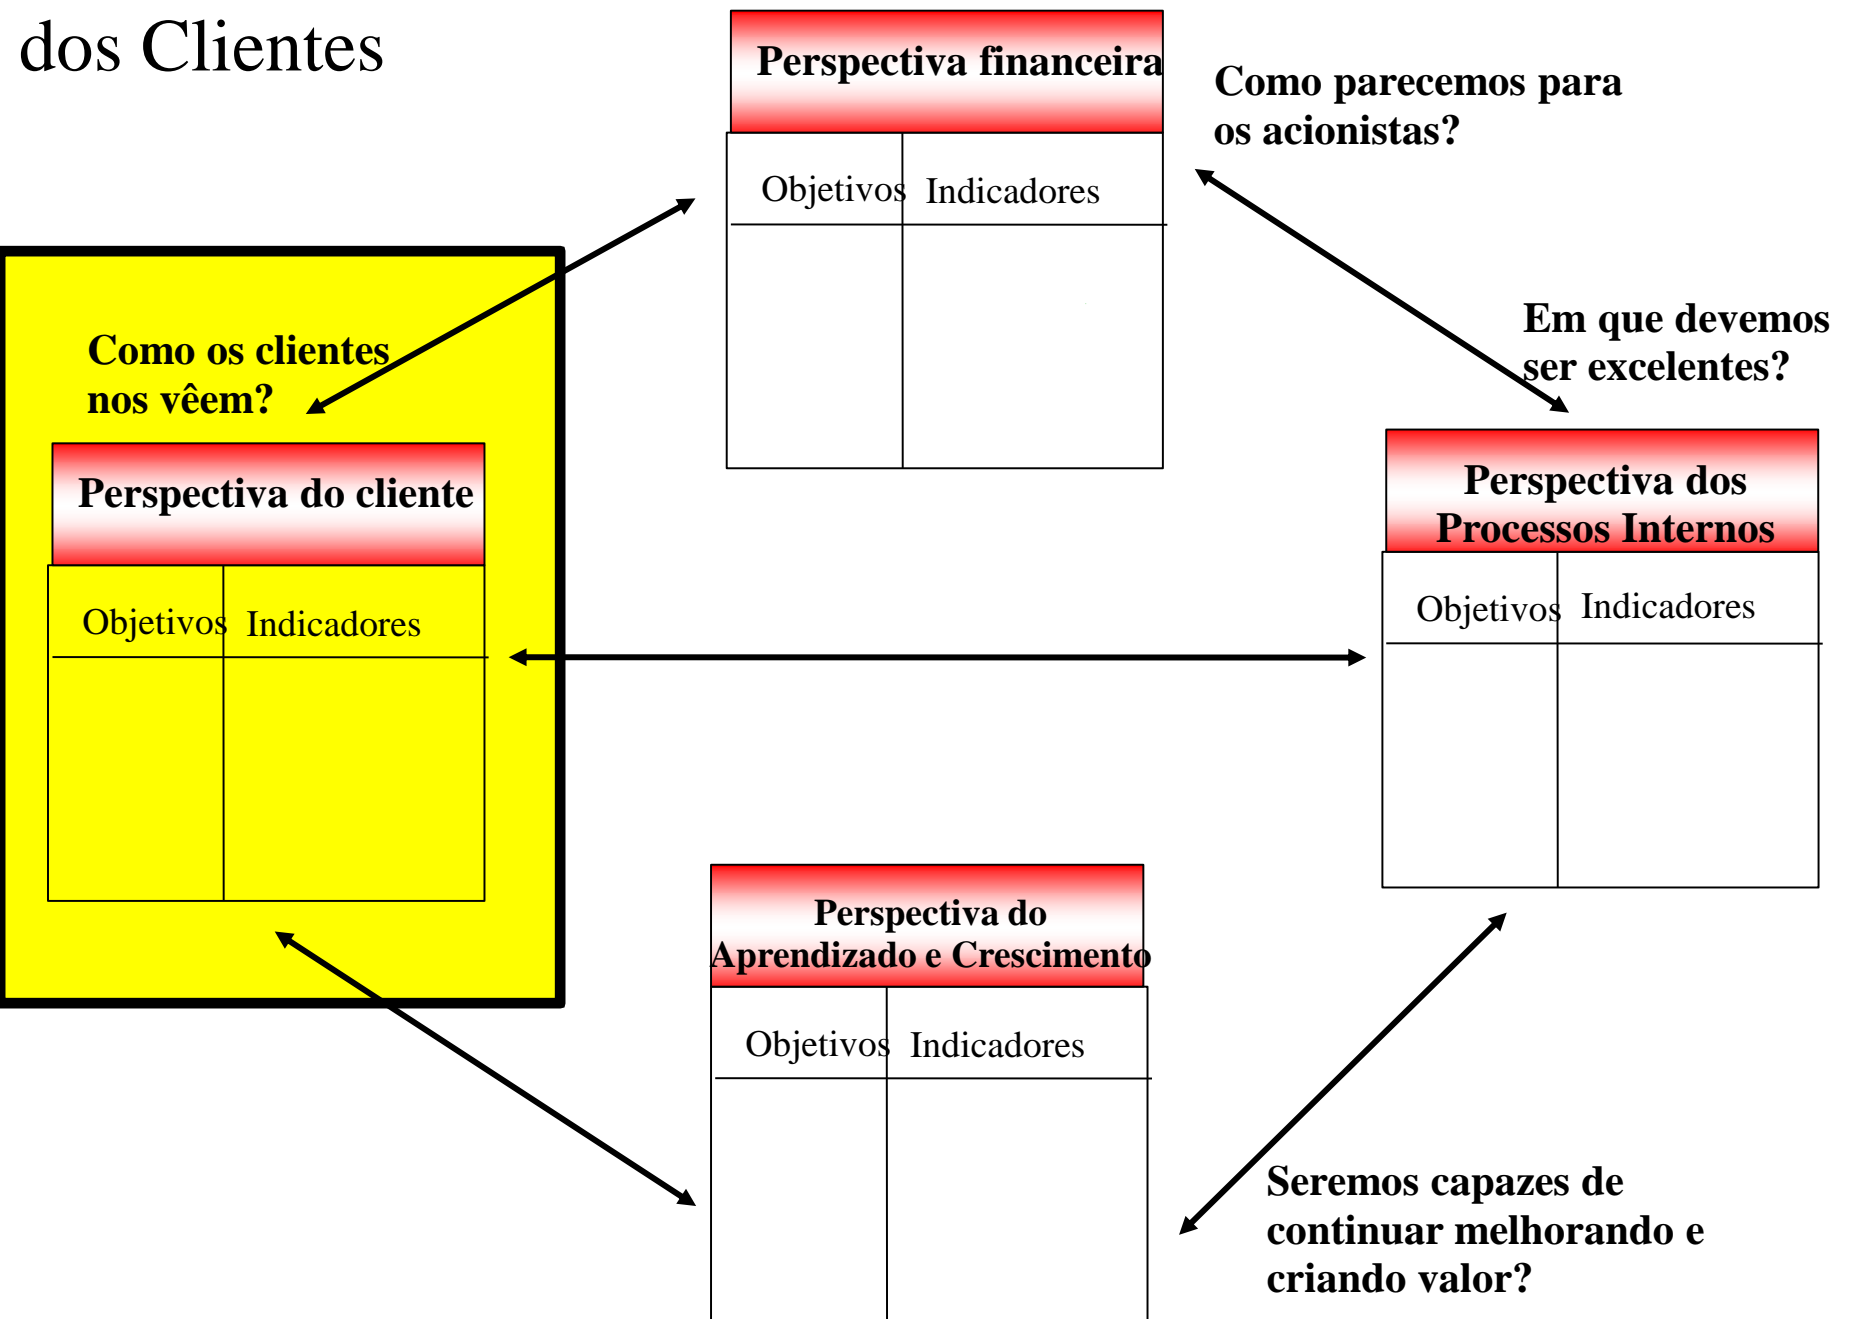 dos Clientes
Perspectiva financeira
Como parecemos para
os acionistas?
Objetivos Indicadores
Como os clientes
nos vêem?
Perspectiva do cliente
Objetivos Indicadores
Em que devemos
ser excelentes?
Perspectiva dos
Processos Internos
Objetivos Indicadores
Perspectiva do
Aprendizado e Crescimento
Objetivos Indicadores
Seremos capazes de
continuar melhorando e
criando valor?